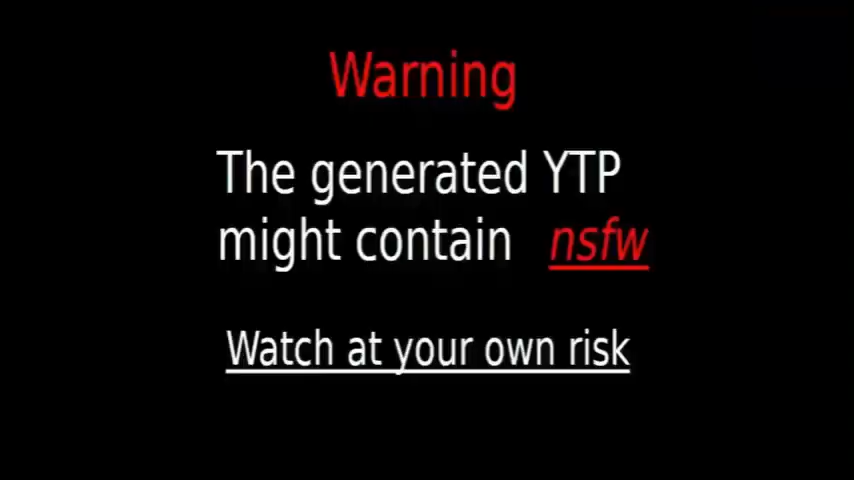 Warning
The generated YTP
might contain nsfw
Watch at your own risk